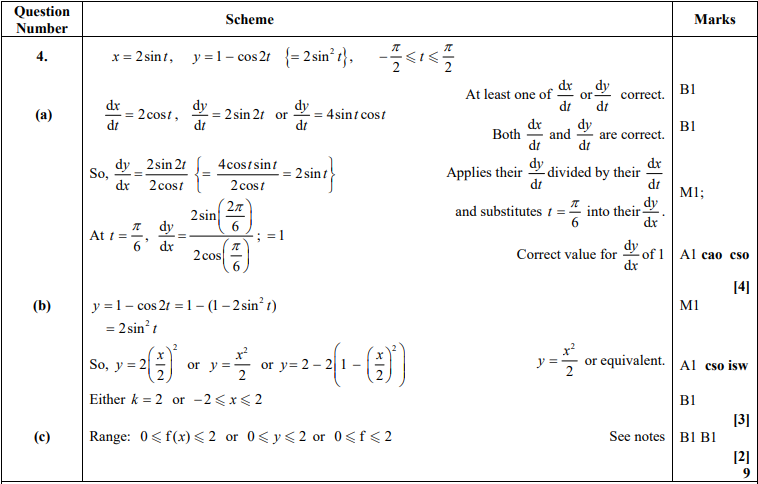 Question Number Scheme Marks
4. x = 2sin t, y = 1 − cos 2t {= 2sin² t}, −π/2 ⩽ t ⩽ π/2
At least one of dx/dt or dy/dt correct. B1
(a) dx/dt = 2cos t, dy/dt = 2sin 2t or dy/dt = 4sin t cos t
Both dx/dt and dy/dt are correct. B1
So, dy/dx = 2sin 2t / 2cos t {= 4cos t sin t / 2cos t = 2sin t}
Applies their dy/dt divided by their dx/dt
and substitutes t = π/6 into their dy/dx. M1;
At t = π/6, dy/dx = 2sin(2π/6) / 2cos(π/6); = 1
Correct value for dy/dx of 1 A1 cao cso
[4]
(b) y = 1 − cos 2t = 1 − (1 − 2sin² t) M1
= 2sin² t
So, y = 2(x/2)² or y = x²/2 or y = 2 − 2(1 − (x/2)²) y = x²/2 or equivalent. A1 cso isw
Either k = 2 or −2 ⩽ x ⩽ 2 B1
[3]
(c) Range: 0 ⩽ f(x) ⩽ 2 or 0 ⩽ y ⩽ 2 or 0 ⩽ f ⩽ 2 See notes B1 B1
[2]
9